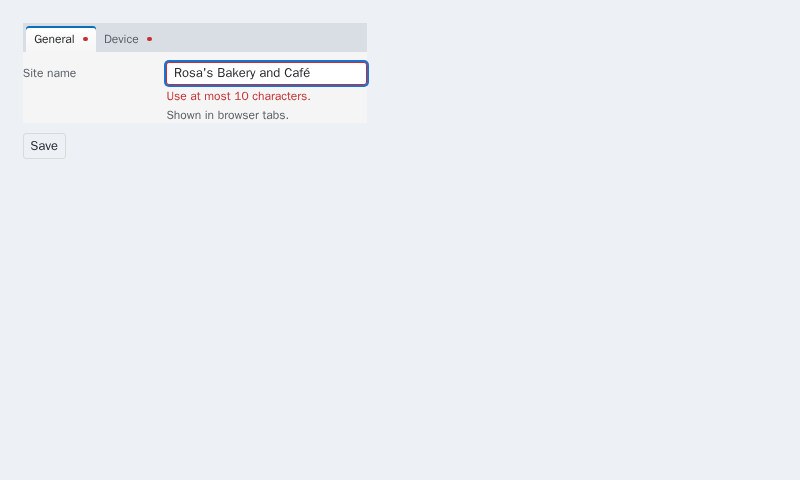 General Device
Site name Rosa's Bakery and Café
Use at most 10 characters.
Shown in browser tabs.
Save